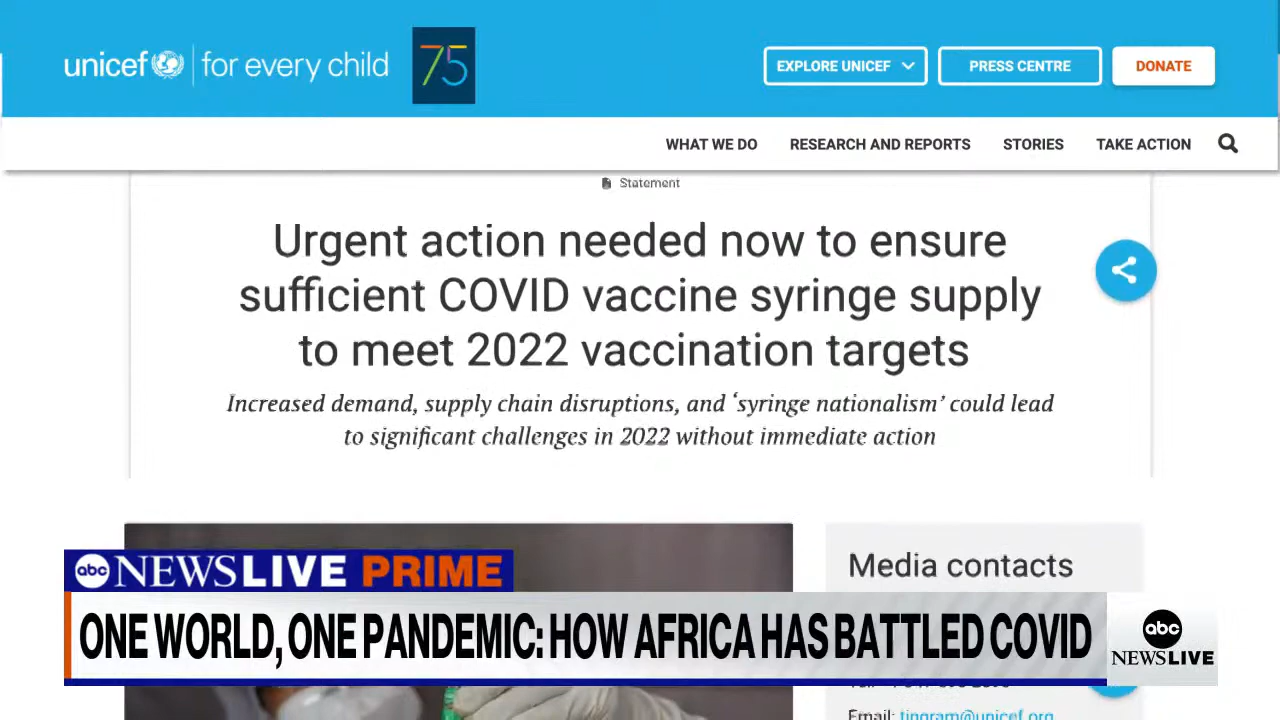 unicef for every child 75
EXPLORE UNICEF PRESS CENTRE DONATE
WHAT WE DO RESEARCH AND REPORTS STORIES TAKE ACTION
Statement
Urgent action needed now to ensure
sufficient COVID vaccine syringe supply
to meet 2022 vaccination targets
Increased demand, supply chain disruptions, and ‘syringe nationalism’ could lead
to significant challenges in 2022 without immediate action
Media contacts
abc NEWS LIVE PRIME
ONE WORLD, ONE PANDEMIC: HOW AFRICA HAS BATTLED COVID
abc
NEWS LIVE
Email: tingram@unicef.org